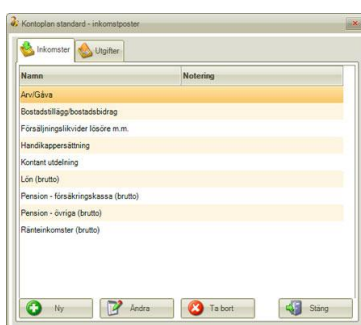 Kontoplan standard - inkomstposter
Inkomster Utgifter
Namn Notering
Arv/Gåva
Bostadstillägg/bostadsbidrag
Försäljningslikvider lösöre m.m.
Handikappersättning
Kontant utdelning
Lön (brutto)
Pension - försäkringskassa (brutto)
Pension - övriga (brutto)
Ränteinkomster (brutto)
Ny Ändra Ta bort Stäng